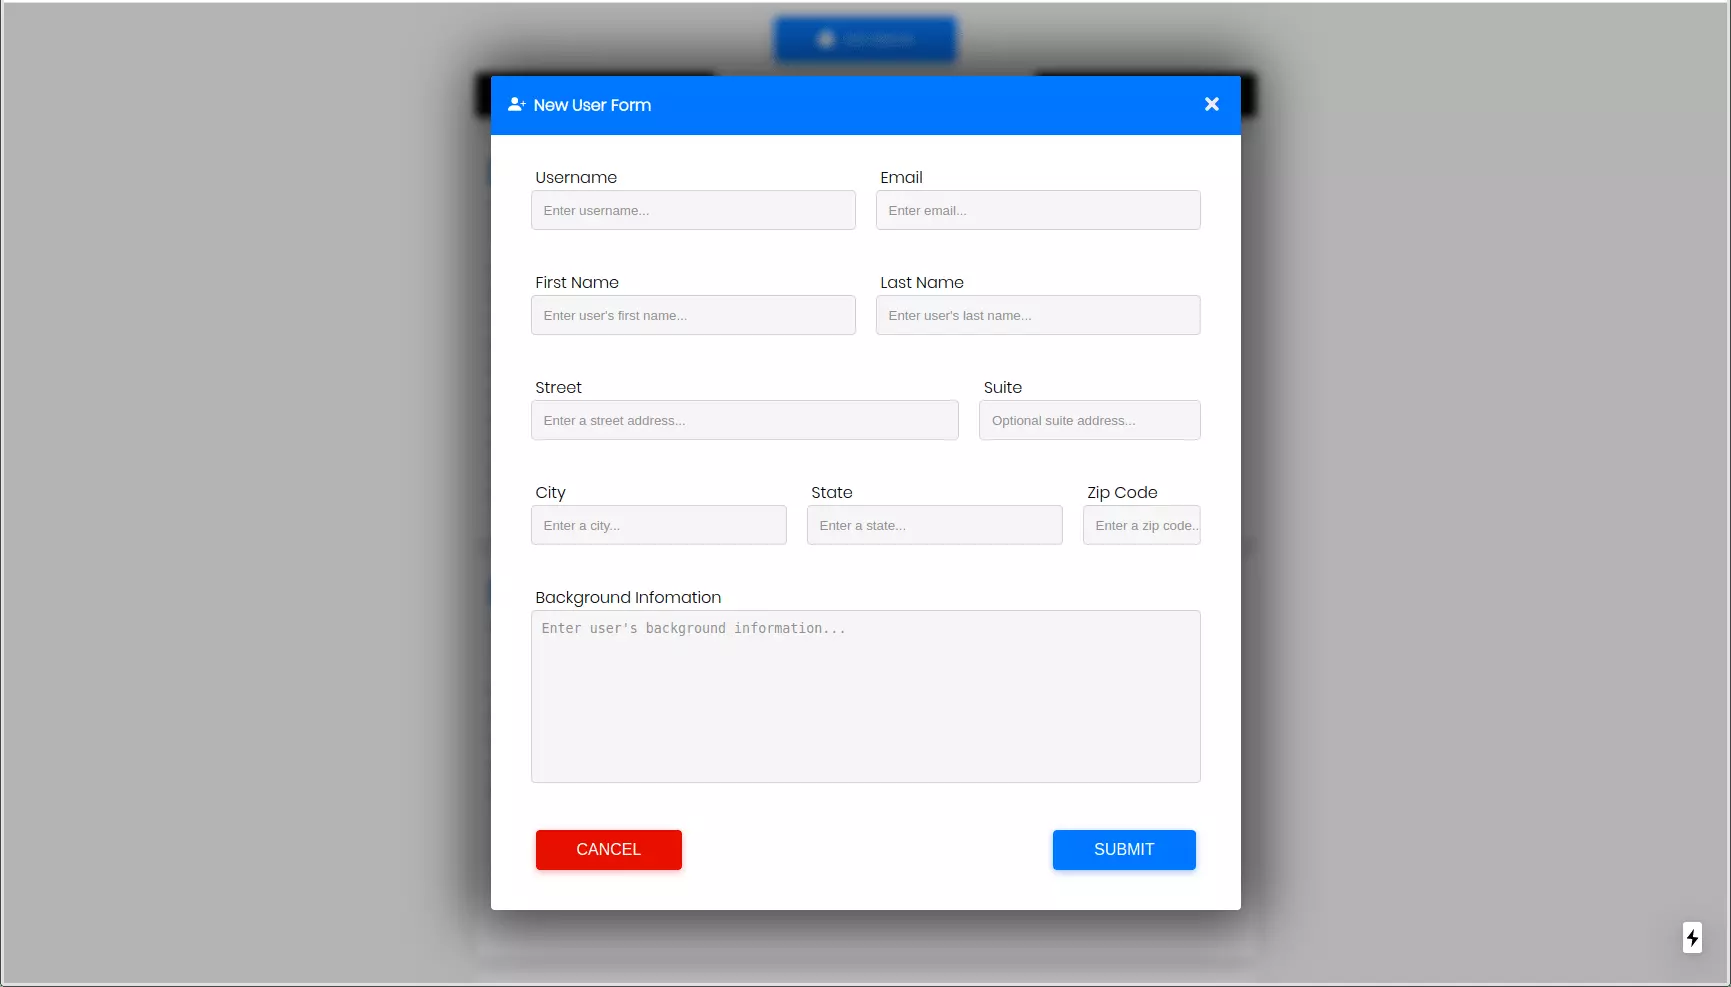 New User Form
Username Email
Enter username... Enter email...
First Name Last Name
Enter user's first name... Enter user's last name...
Street Suite
Enter a street address... Optional suite address...
City State Zip Code
Enter a city... Enter a state... Enter a zip code..
Background Infomation
Enter user's background information...
CANCEL SUBMIT